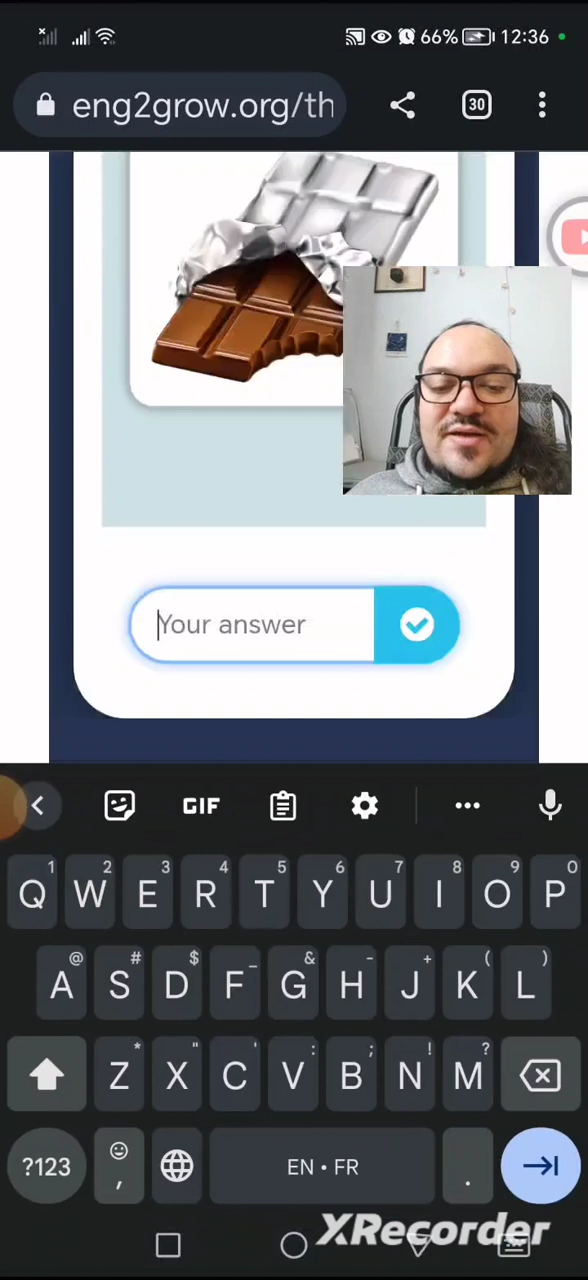 66% 12:36
eng2grow.org/th
30
Your answer
GIF
1 2 3 4 5 6 7 8 9 0
Q W E R T Y U I O P
@ # $ _ & - + ( )
A S D F G H J K L
* " ' : ; ! ?
Z X C V B N M
?123 , EN • FR .
XRecorder